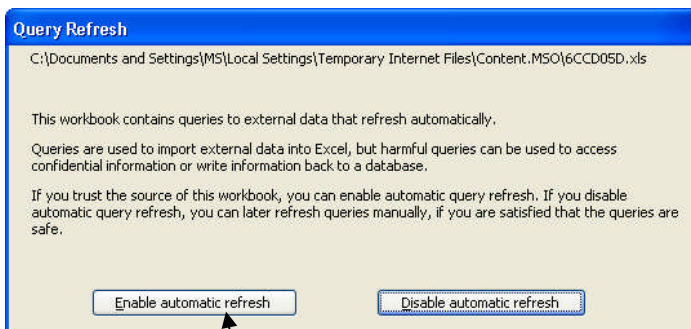 Query Refresh
C:\Documents and Settings\MS\Local Settings\Temporary Internet Files\Content.MSO\6CCD05D.xls
This workbook contains queries to external data that refresh automatically.
Queries are used to import external data into Excel, but harmful queries can be used to access
confidential information or write information back to a database.
If you trust the source of this workbook, you can enable automatic query refresh. If you disable
automatic query refresh, you can later refresh queries manually, if you are satisfied that the queries are
safe.
Enable automatic refresh
Disable automatic refresh